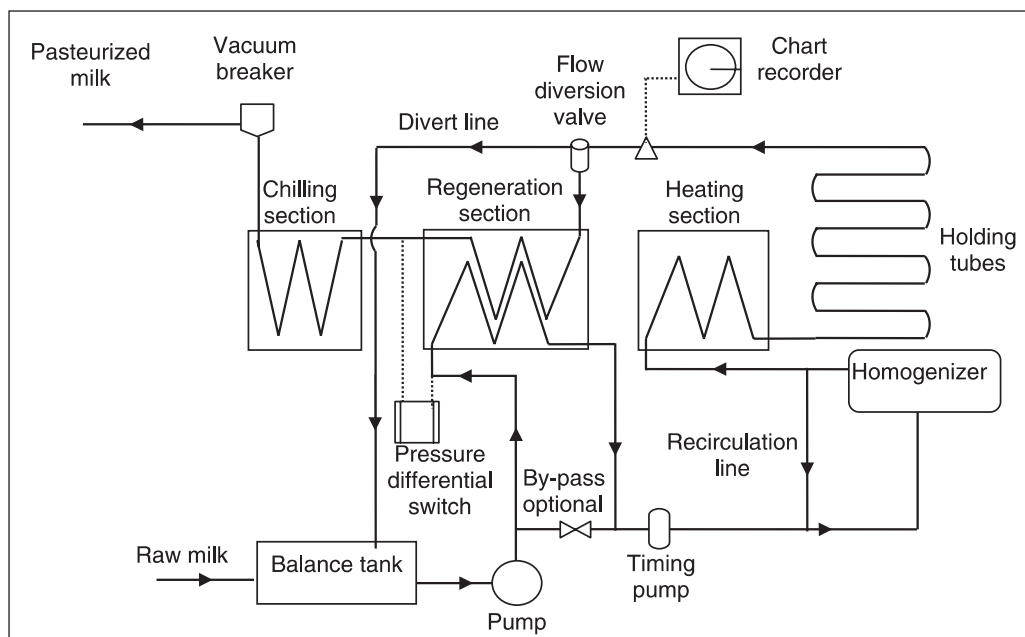 Pasteurized
milk
Vacuum
breaker
Flow
diversion
valve
Chart
recorder
Divert line
Chilling
section
Regeneration
section
Heating
section
Holding
tubes
Homogenizer
Pressure
differential
switch
By-pass
optional
Recirculation
line
Raw milk
Balance tank
Pump
Timing
pump